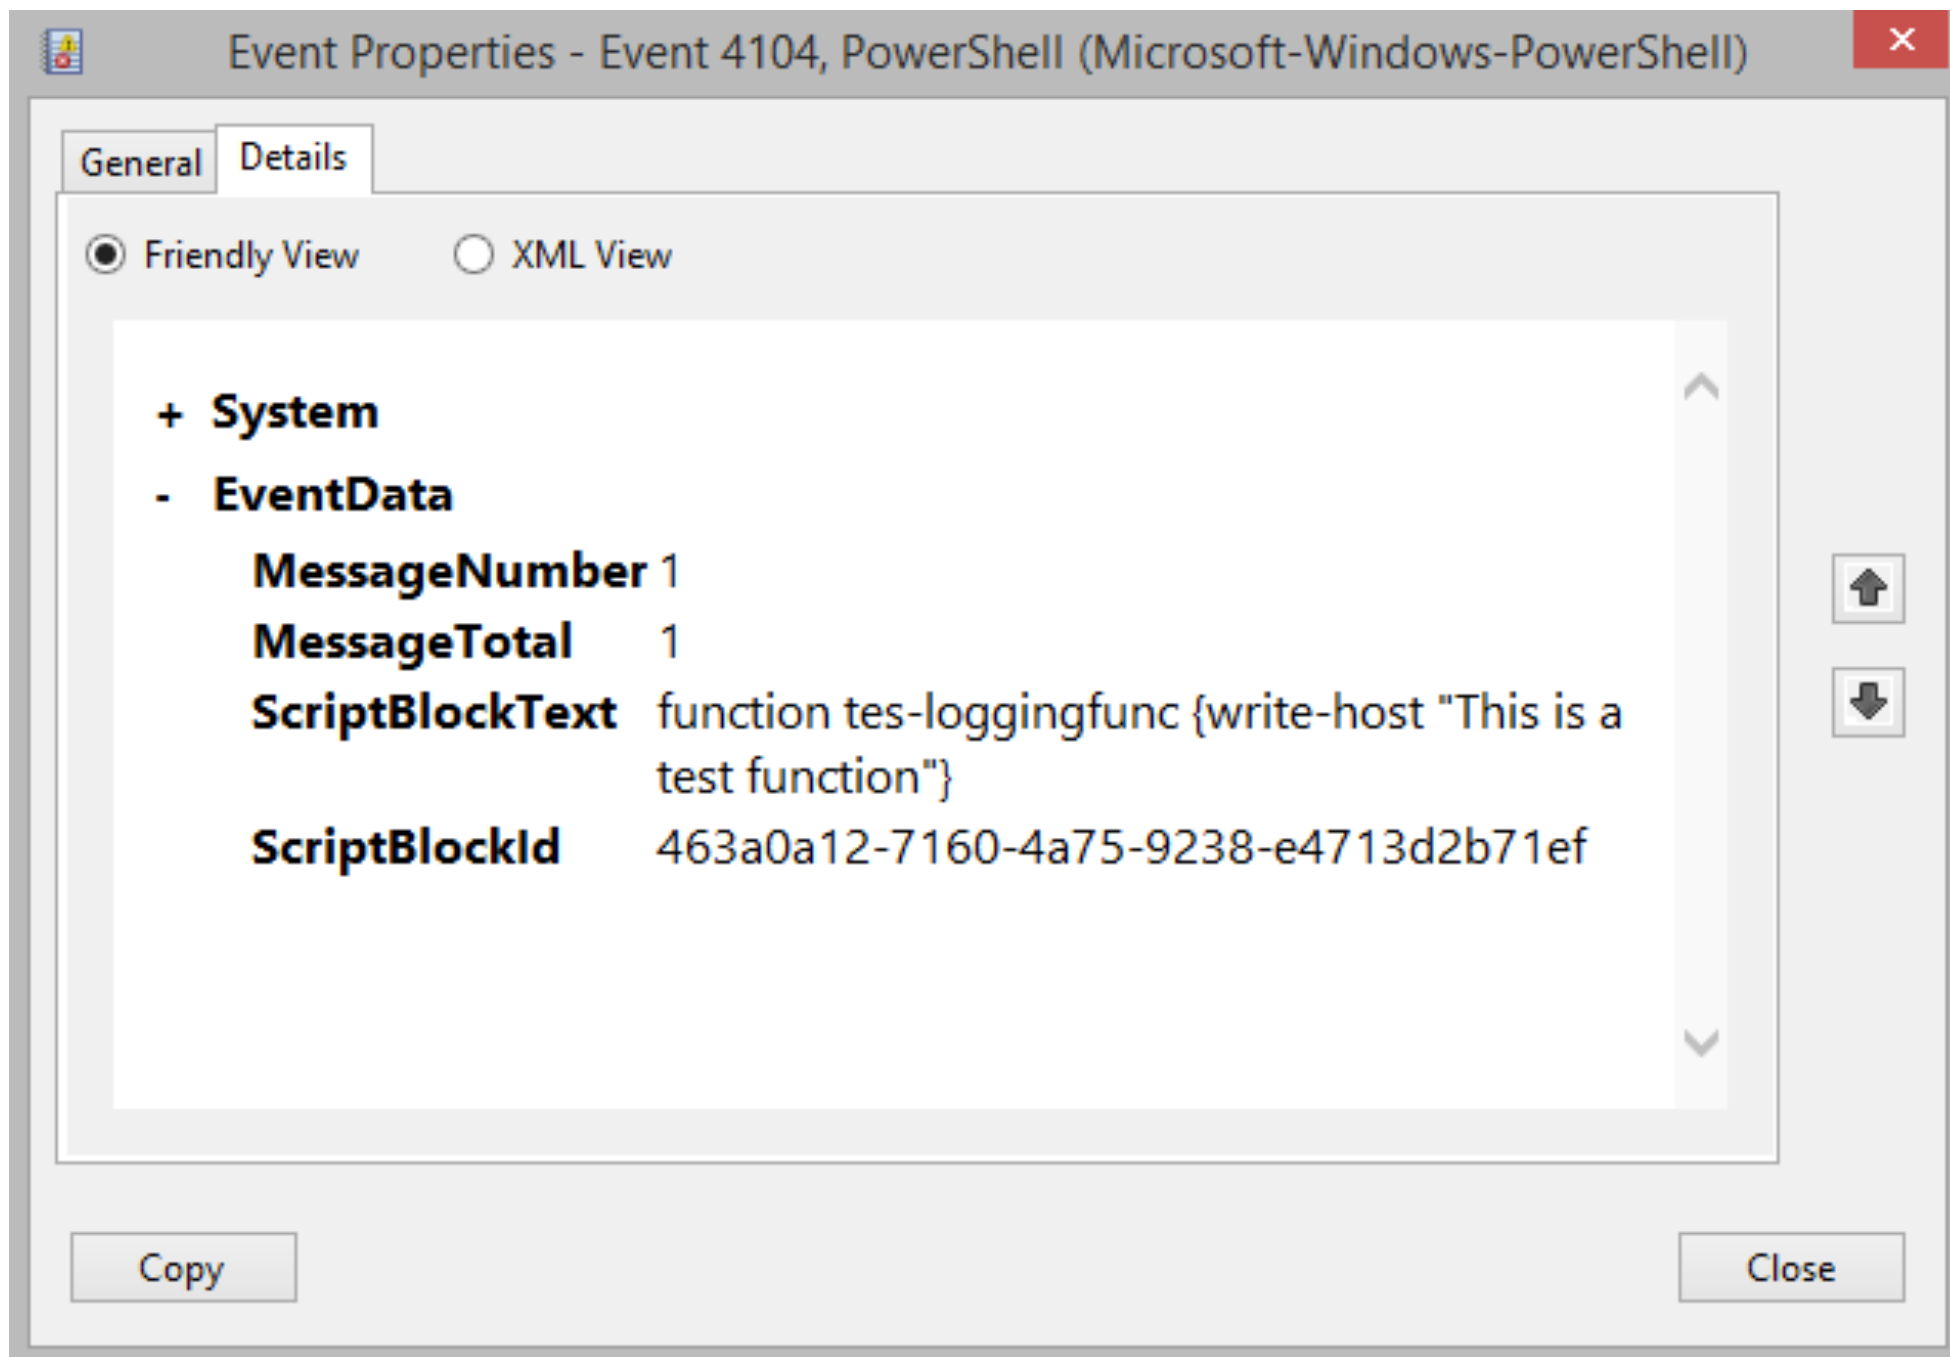 Event Properties - Event 4104, PowerShell (Microsoft-Windows-PowerShell)
General Details
Friendly View XML View
+ System
- EventData
MessageNumber 1
MessageTotal 1
ScriptBlockText function tes-loggingfunc {write-host "This is a
test function"}
ScriptBlockId 463a0a12-7160-4a75-9238-e4713d2b71ef
Copy Close